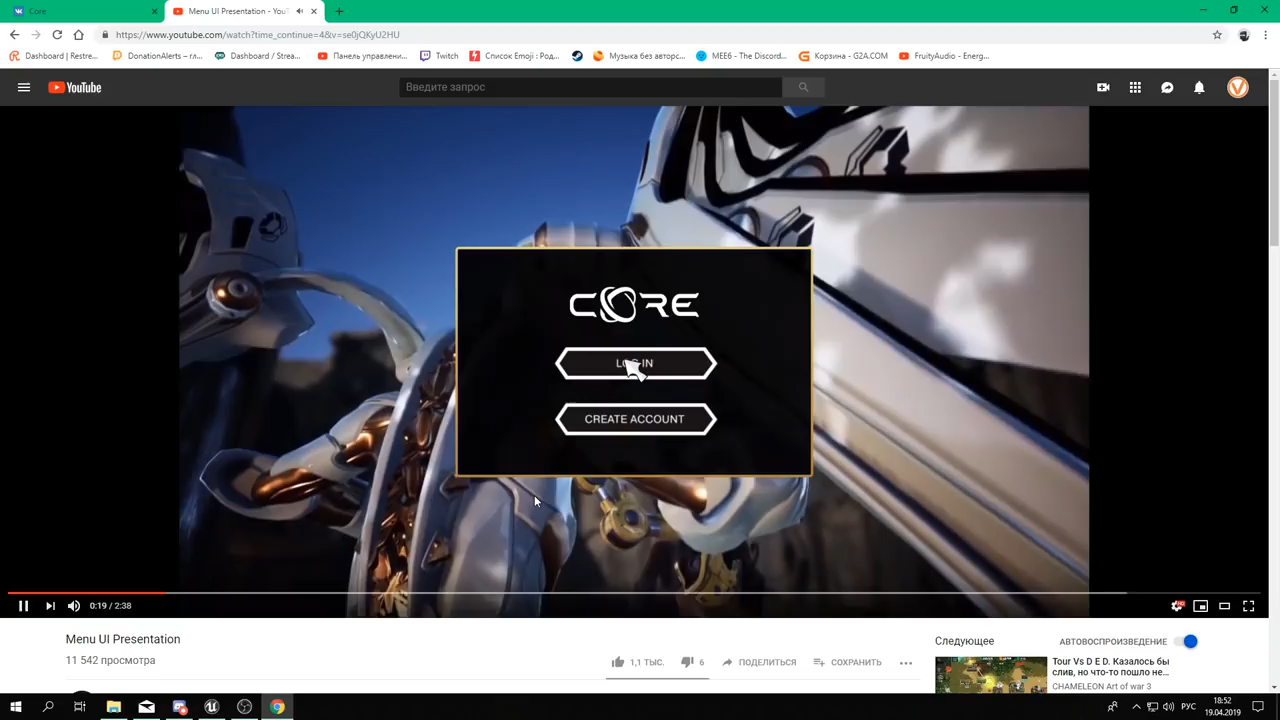 Core
Menu UI Presentation - YouT
https://www.youtube.com/watch?time_continue=4&v=se0jQKyU2HU
Dashboard | Restre...
DonationAlerts — гл...
Dashboard / Strea...
Панель управлени...
Twitch
Список Emoji : Род...
Музыка без авторс...
MEE6 - The Discord...
Корзина - G2A.COM
FruityAudio - Energ...
YouTube
Введите запрос
CORE
LOG IN
CREATE ACCOUNT
0:19 / 2:38
HD
Menu UI Presentation
11 542 просмотра
1,1 ТЫС.
6
ПОДЕЛИТЬСЯ
СОХРАНИТЬ
Следующее
АВТОВОСПРОИЗВЕДЕНИЕ
Tour Vs D E D. Казалось бы
слив, но что-то пошло не...
CHAMELEON Art of war 3
РУС
18:52
19.04.2019